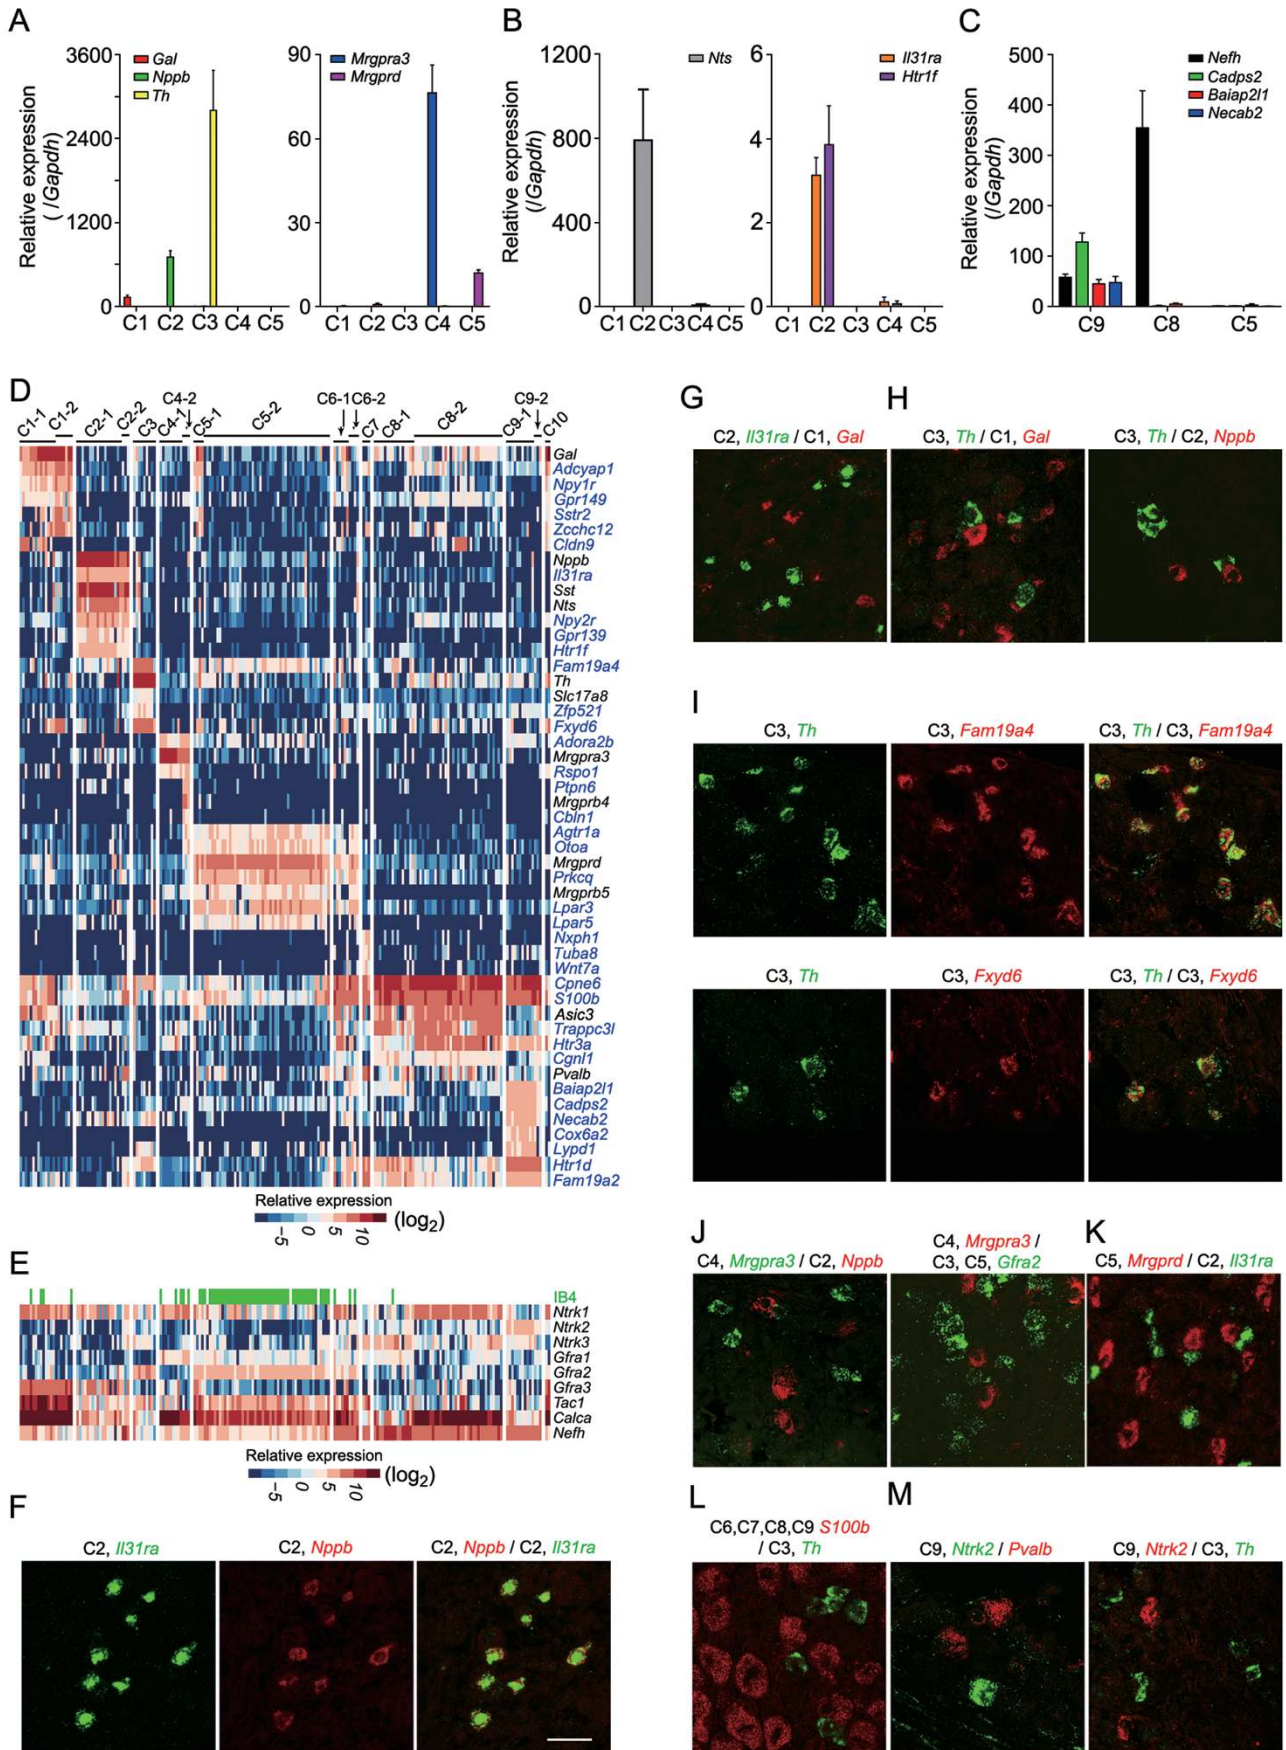 A
3600
2400
1200
0
Relative expression
( /Gapdh)
Gal
Nppb
Th
C1 C2 C3 C4 C5
90
60
30
0
Mrgpra3
Mrgprd
C1 C2 C3 C4 C5
B
1200
800
400
0
Relative expression
(/Gapdh)
Nts
C1 C2 C3 C4 C5
6
4
2
0
Il31ra
Htr1f
C1 C2 C3 C4 C5
C
500
400
300
200
100
0
Relative expression
(/Gapdh)
Nefh
Cadps2
Baiap2l1
Necab2
C9 C8 C5
D
C1-1 C1-2 C2-1 C2-2 C3 C4-1 C4-2 C5-1 C5-2 C6-1 C6-2 C7 C8-1 C8-2 C9-1 C9-2 C10
Gal
Adcyap1
Npy1r
Gpr149
Sstr2
Zcchc12
Cldn9
Nppb
Il31ra
Sst
Nts
Npy2r
Gpr139
Htr1f
Fam19a4
Th
Slc17a8
Zfp521
Fxyd6
Adora2b
Mrgpra3
Rspo1
Ptpn6
Mrgprb4
Cbln1
Agtr1a
Otoa
Mrgprd
Prkcq
Mrgprb5
Lpar3
Lpar5
Nxph1
Tuba8
Wnt7a
Cpne6
S100b
Asic3
Trappc3l
Htr3a
Cgnl1
Pvalb
Baiap2l1
Cadps2
Necab2
Cox6a2
Lypd1
Htr1d
Fam19a2
Relative expression
(log2)
-5 0 5 10
E
IB4
Ntrk1
Ntrk2
Ntrk3
Gfra1
Gfra2
Gfra3
Tac1
Calca
Nefh
Relative expression
(log2)
-5 0 5 10
F
C2, Il31ra
C2, Nppb
C2, Nppb / C2, Il31ra
G
C2, Il31ra / C1, Gal
H
C3, Th / C1, Gal
C3, Th / C2, Nppb
I
C3, Th
C3, Fam19a4
C3, Th / C3, Fam19a4
C3, Th
C3, Fxyd6
C3, Th / C3, Fxyd6
J
C4, Mrgpra3 / C2, Nppb
C4, Mrgpra3 /
C3, C5, Gfra2
K
C5, Mrgprd / C2, Il31ra
L
C6,C7,C8,C9 S100b
/ C3, Th
M
C9, Ntrk2 / Pvalb
C9, Ntrk2 / C3, Th